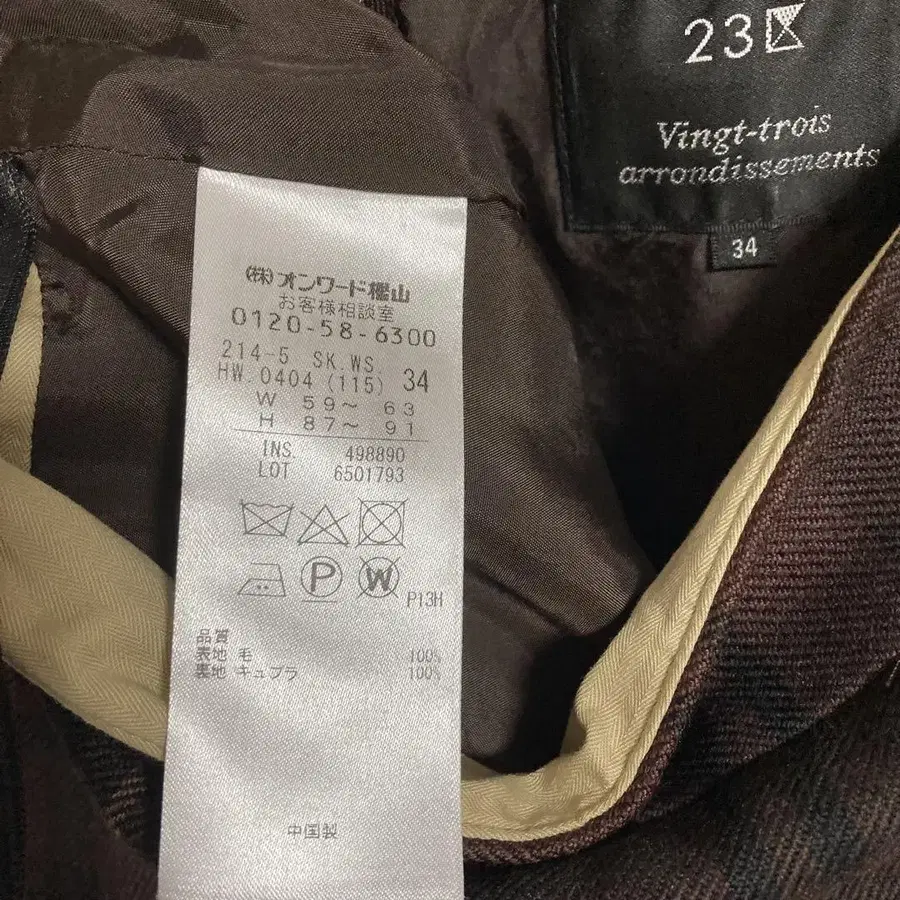 23区
Vingt-trois
arrondissements
34
(株)オンワード樫山
お客様相談室
0120-58-6300
214-5 SK.WS. 34
HW.0404 (115)
W 59~ 63
H 87~ 91
INS. 498890
LOT 6501793
P W
P13H
品質
表地 毛 100%
裏地 キュプラ 100%
中国製